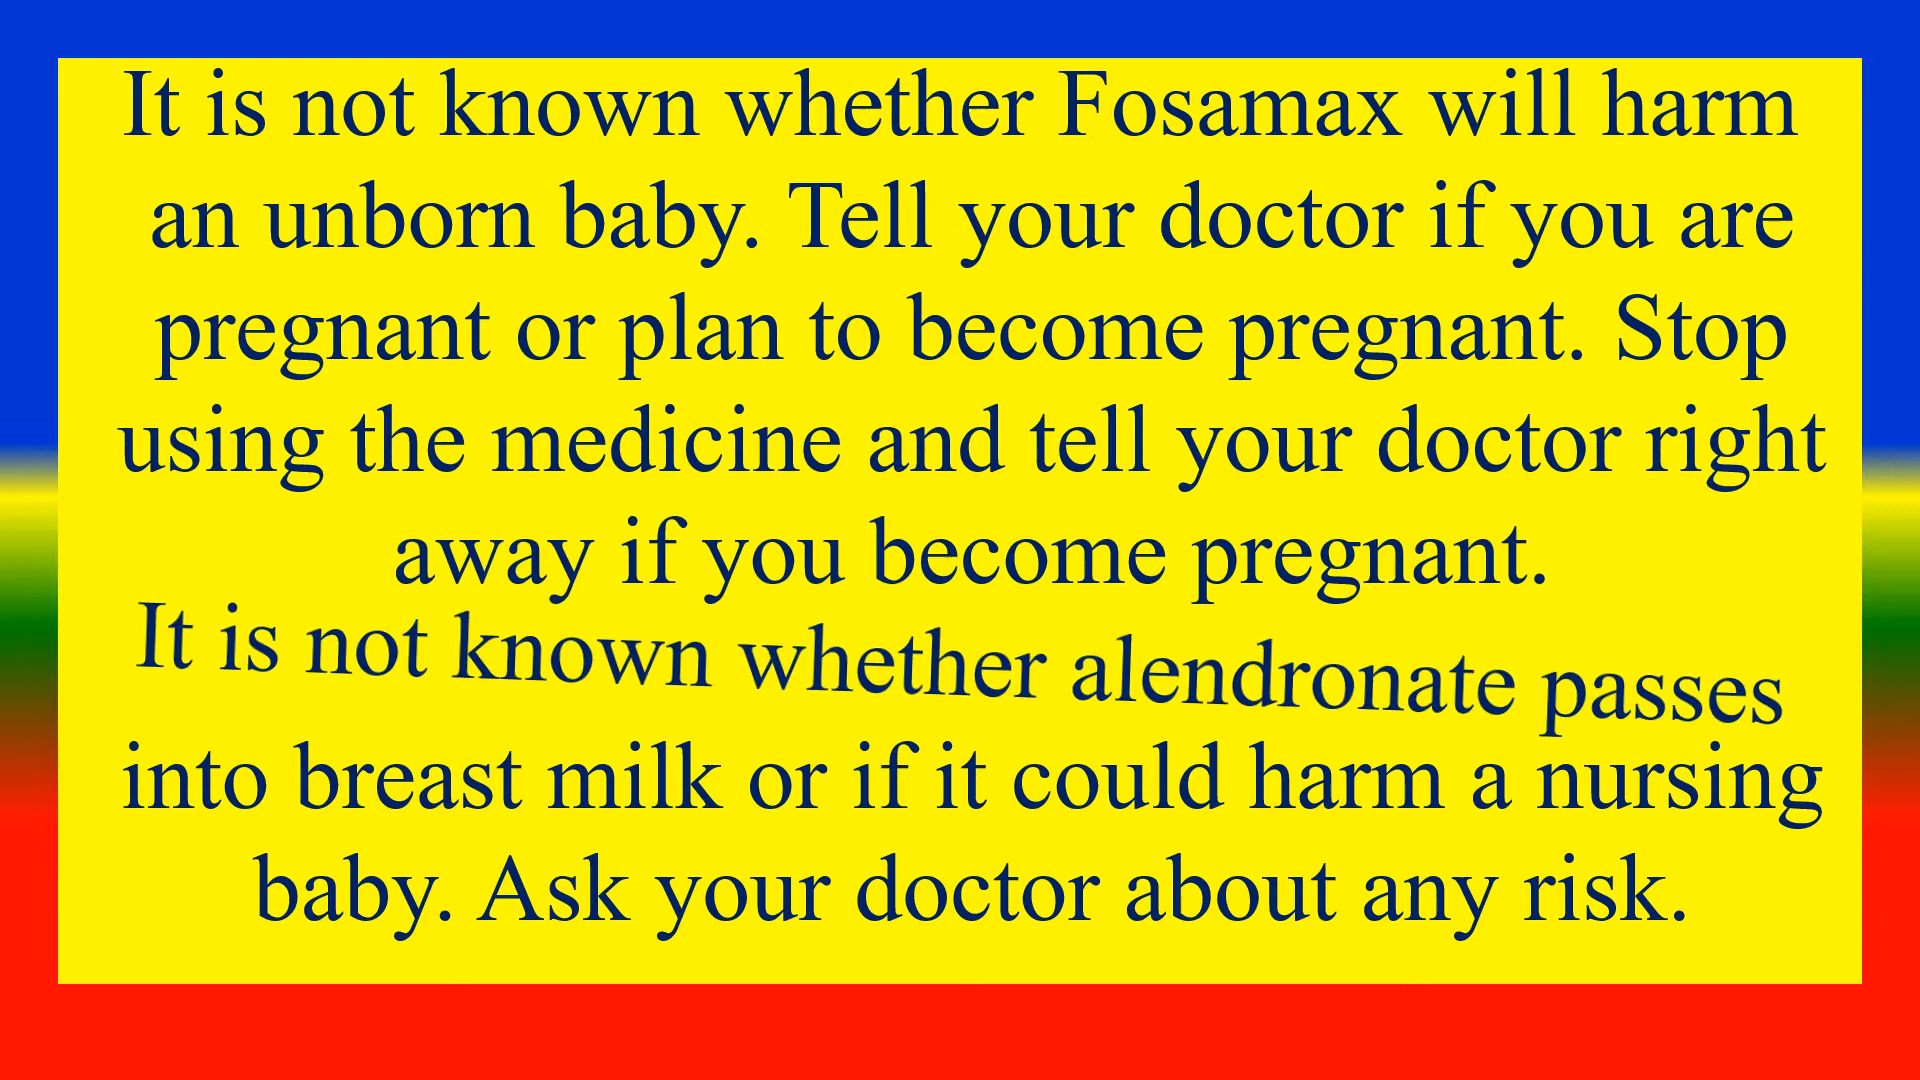 It is not known whether Fosamax will harm
an unborn baby. Tell your doctor if you are
pregnant or plan to become pregnant. Stop
using the medicine and tell your doctor right
away if you become pregnant.
It is not known whether alendronate passes
into breast milk or if it could harm a nursing
baby. Ask your doctor about any risk.